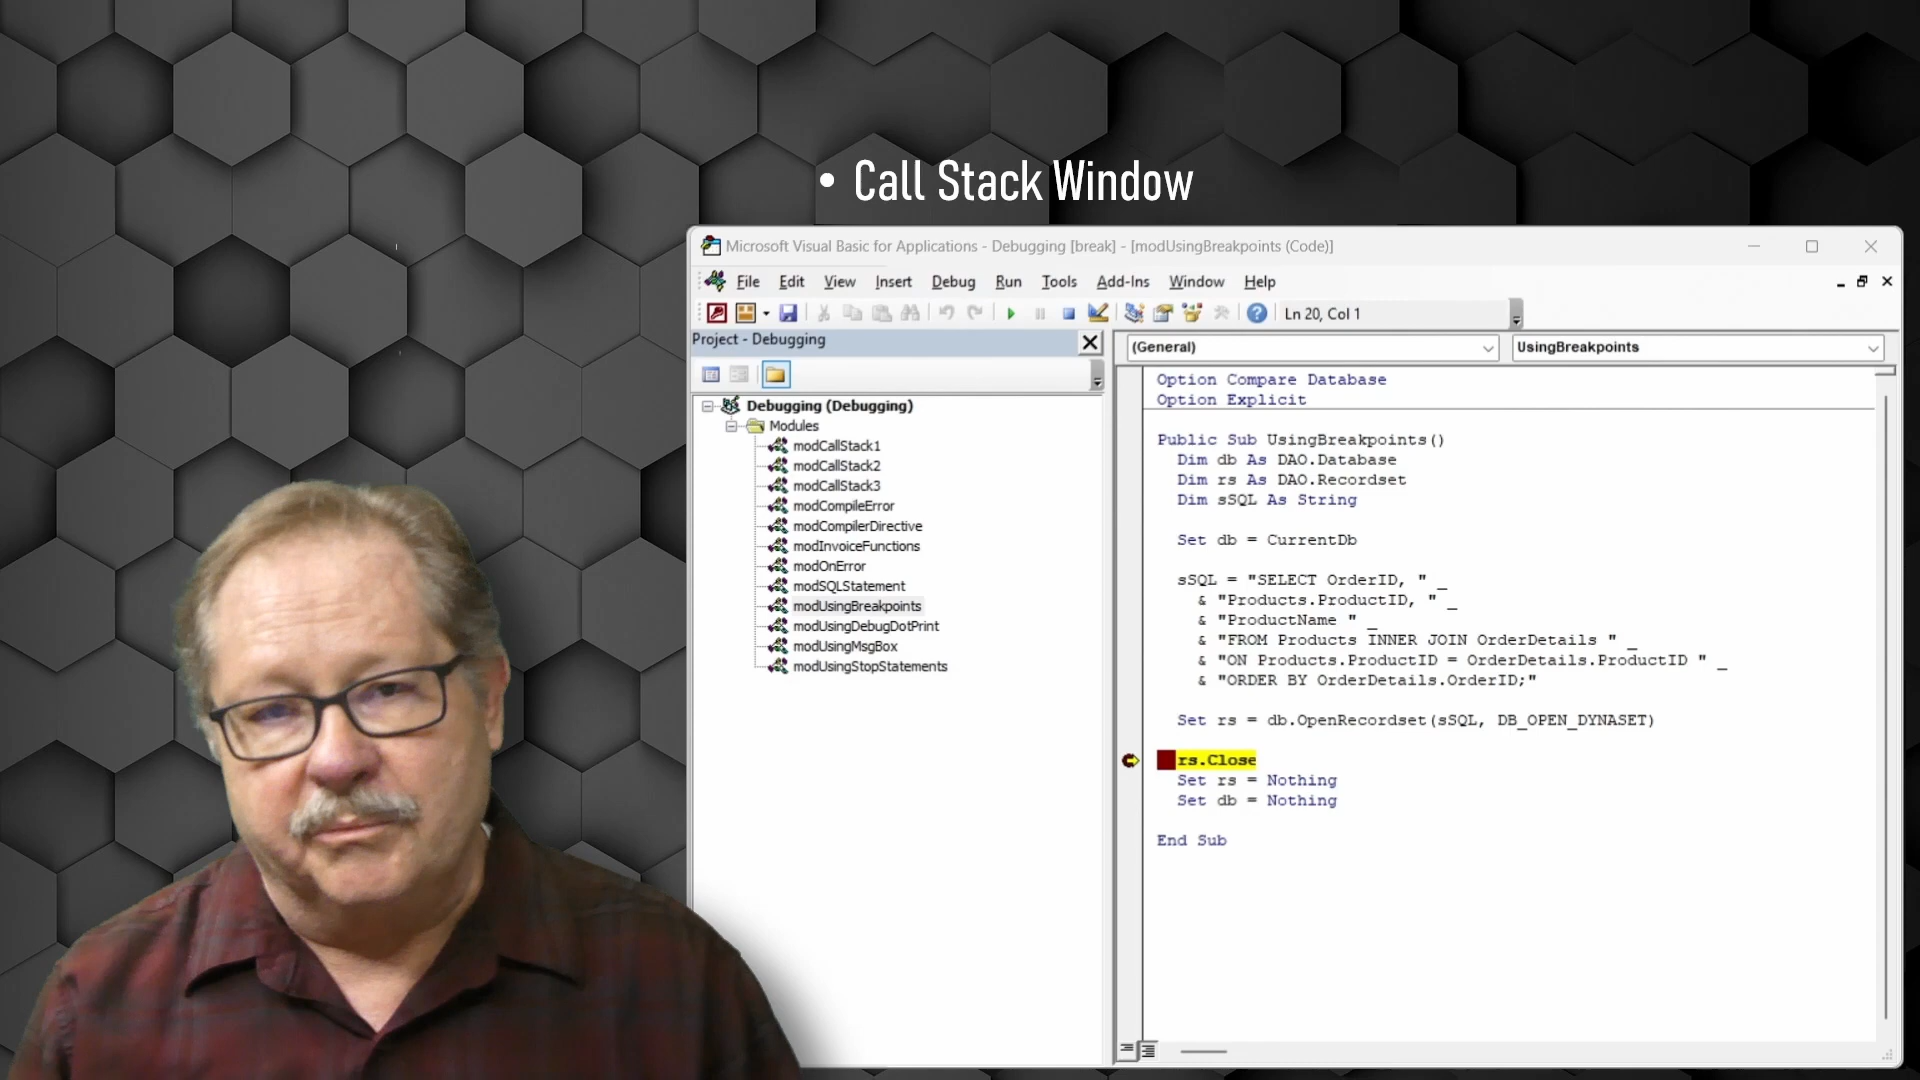 • Call Stack Window
Microsoft Visual Basic for Applications - Debugging [break] - [modUsingBreakpoints (Code)]
File Edit View Insert Debug Run Tools Add-Ins Window Help
Ln 20, Col 1
Project - Debugging
Debugging (Debugging)
Modules
modCallStack1
modCallStack2
modCallStack3
modCompileError
modCompilerDirective
modInvoiceFunctions
modOnError
modSQLStatement
modUsingBreakpoints
modUsingDebugDotPrint
modUsingMsgBox
modUsingStopStatements
(General)
UsingBreakpoints
Option Compare Database
Option Explicit
Public Sub UsingBreakpoints()
Dim db As DAO.Database
Dim rs As DAO.Recordset
Dim sSQL As String
Set db = CurrentDb
sSQL = "SELECT OrderID, " _
& "Products.ProductID, " _
& "ProductName " _
& "FROM Products INNER JOIN OrderDetails " _
& "ON Products.ProductID = OrderDetails.ProductID " _
& "ORDER BY OrderDetails.OrderID;"
Set rs = db.OpenRecordset(sSQL, DB_OPEN_DYNASET)
rs.Close
Set rs = Nothing
Set db = Nothing
End Sub